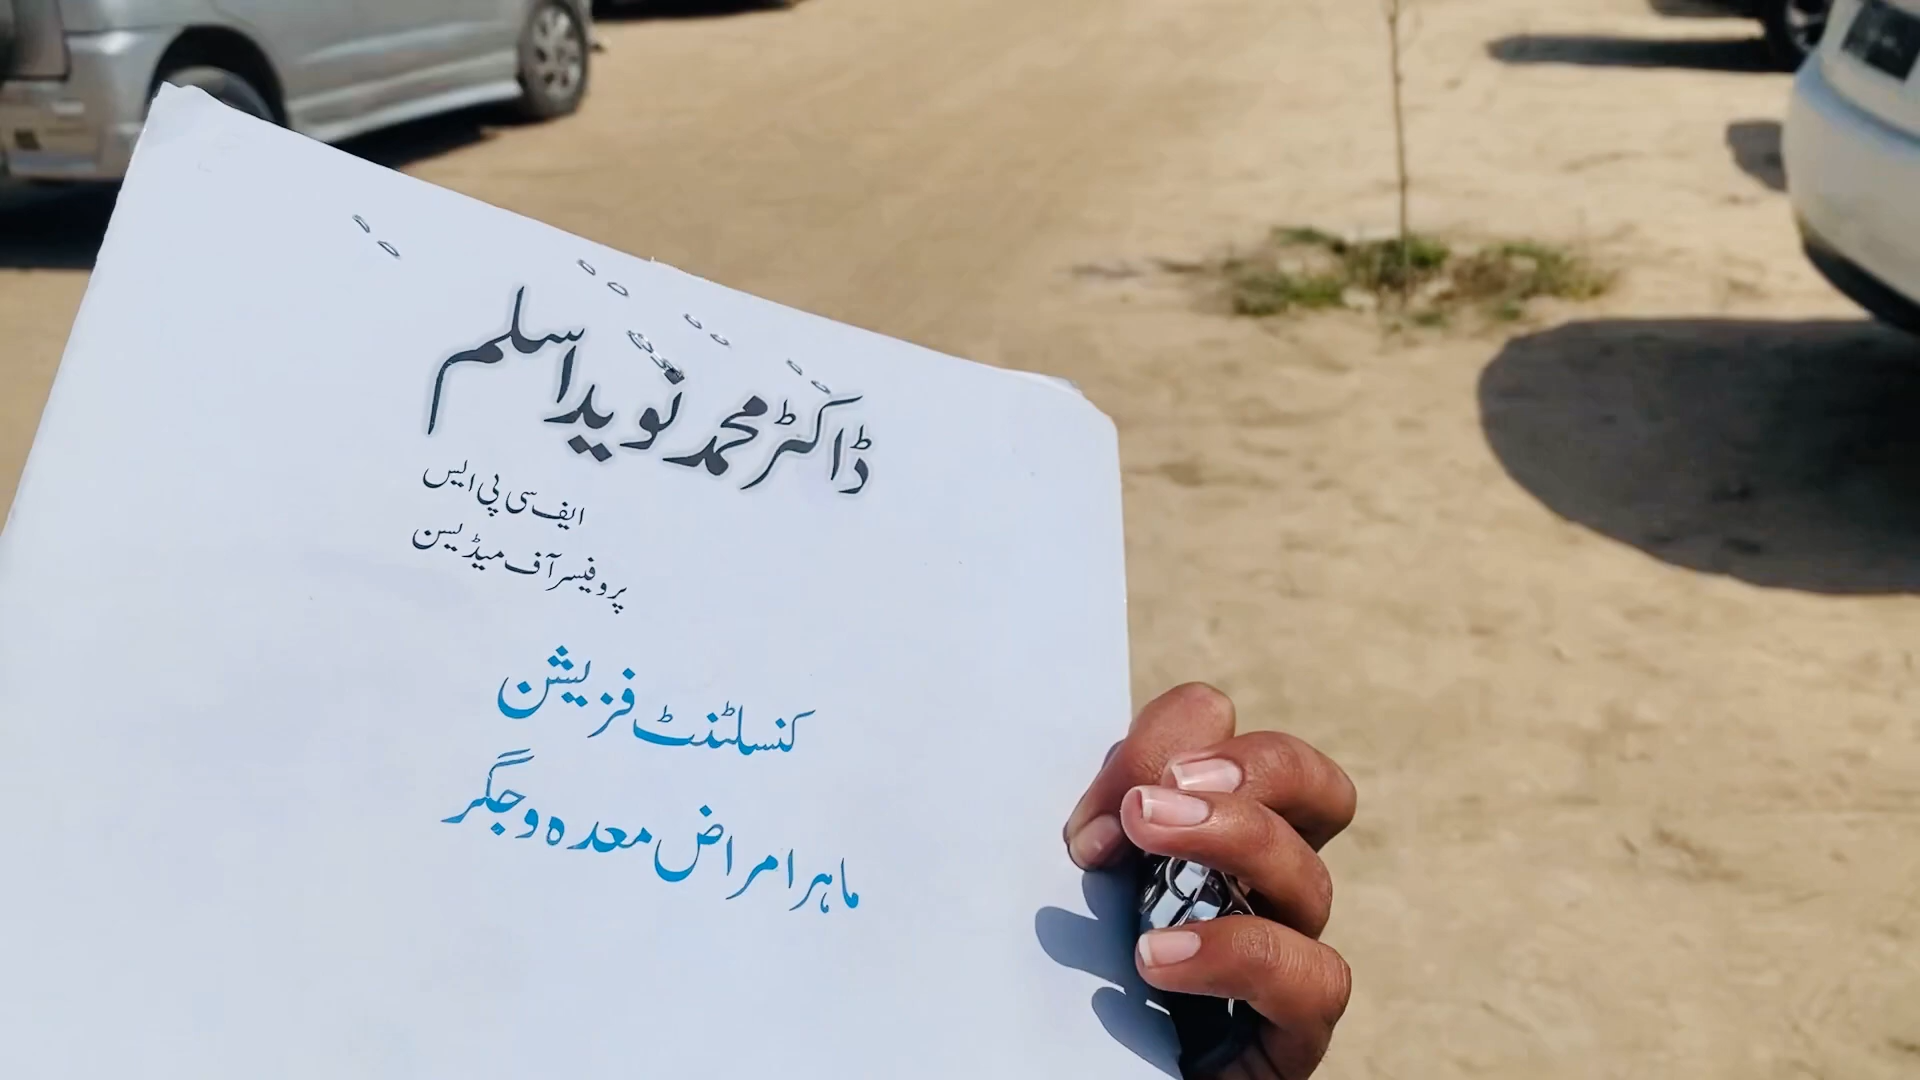 ڈاکٹر محمد نوید اسلم
ایف سی پی ایس
پروفیسر آف میڈیسن
کنسلٹنٹ فزیشن
ماہر امراض معدہ و جگر